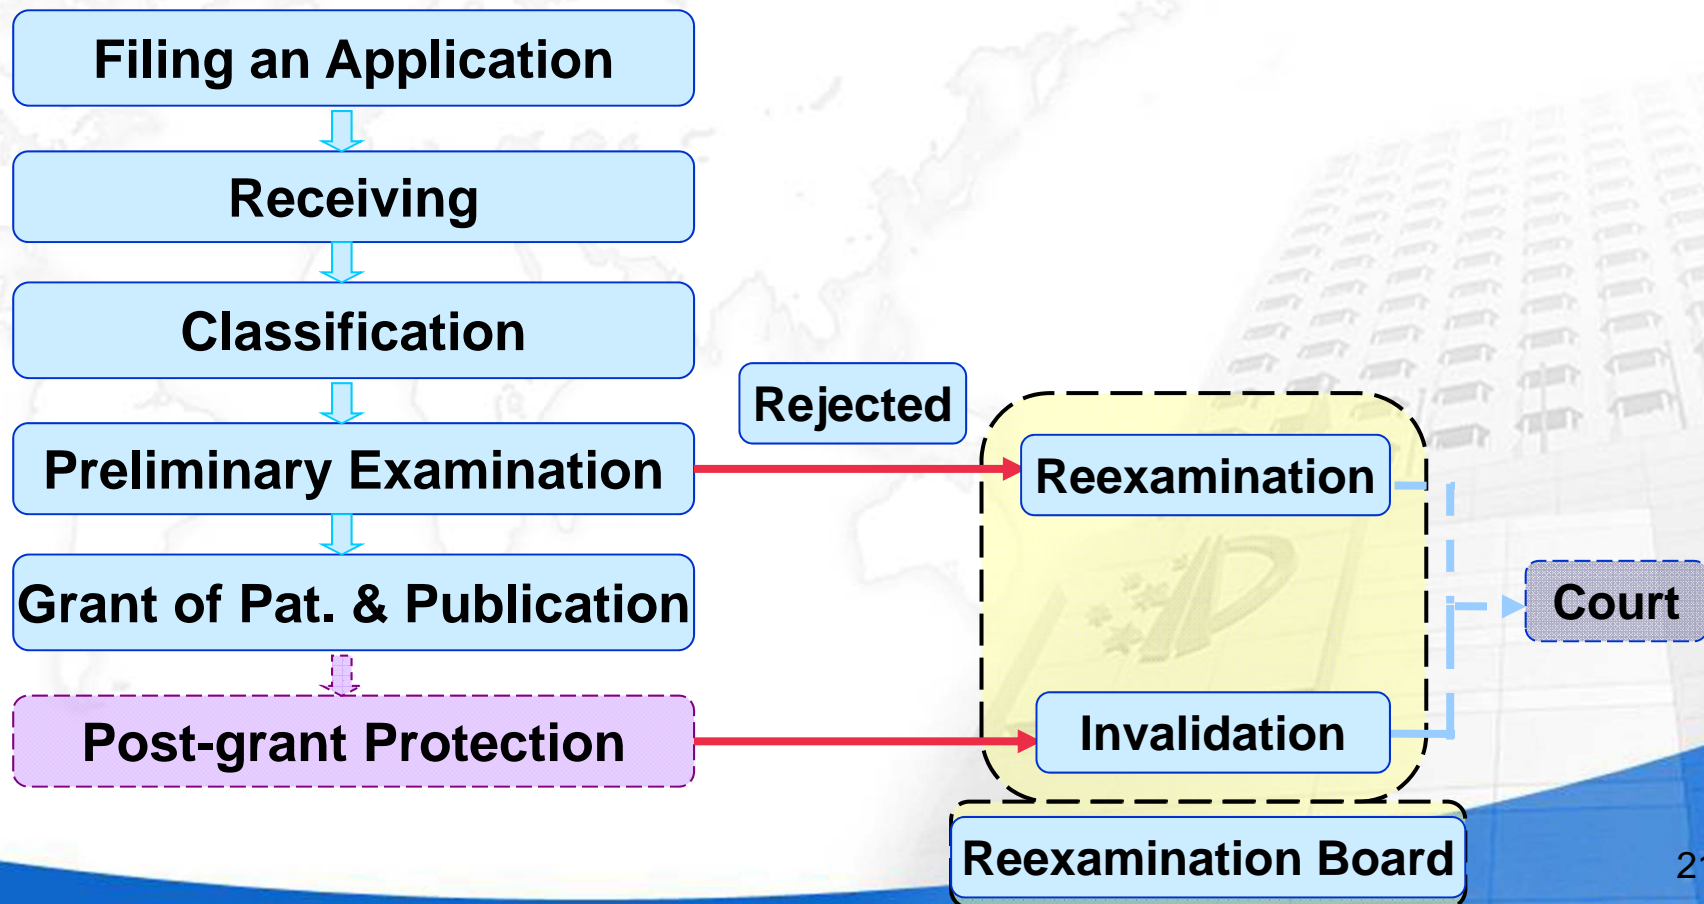 Filing an Application
Receiving
Classification
Rejected
Preliminary Examination
Reexamination
Grant of Pat. & Publication
Court
Post-grant Protection
Invalidation
Reexamination Board
21